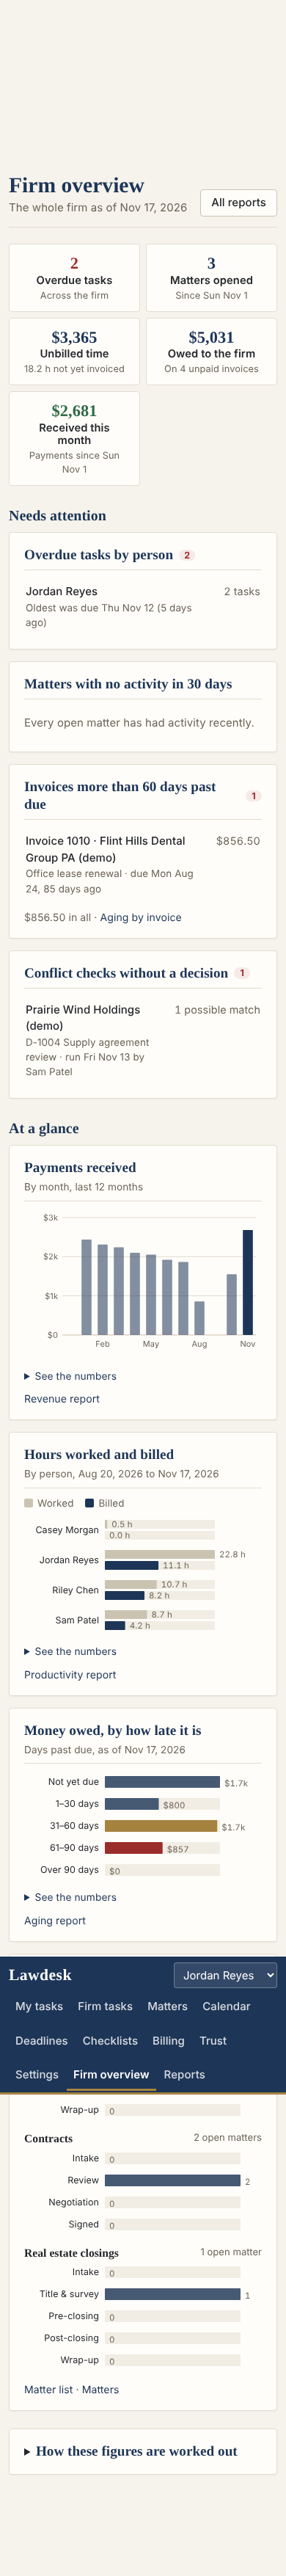 Firm overview
The whole firm as of Nov 17, 2026
All reports
2
Overdue tasks
Across the firm
3
Matters opened
Since Sun Nov 1
$3,365
Unbilled time
18.2 h not yet invoiced
$5,031
Owed to the firm
On 4 unpaid invoices
$2,681
Received this
month
Payments since Sun
Nov 1
Needs attention
Overdue tasks by person 2
Jordan Reyes 2 tasks
Oldest was due Thu Nov 12 (5 days
ago)
Matters with no activity in 30 days
Every open matter has had activity recently.
Invoices more than 60 days past
due
1
Invoice 1010 · Flint Hills Dental
Group PA (demo)
$856.50
Office lease renewal · due Mon Aug
24, 85 days ago
$856.50 in all · Aging by invoice
Conflict checks without a decision 1
Prairie Wind Holdings
(demo)
1 possible match
D-1004 Supply agreement
review · run Fri Nov 13 by
Sam Patel
At a glance
Payments received
By month, last 12 months
$3k
$2k
$1k
$0
Feb May Aug Nov
▶ See the numbers
Revenue report
Hours worked and billed
By person, Aug 20, 2026 to Nov 17, 2026
Worked Billed
Casey Morgan 0.5 h
0.0 h
Jordan Reyes 22.8 h
11.1 h
Riley Chen 10.7 h
8.2 h
Sam Patel 8.7 h
4.2 h
▶ See the numbers
Productivity report
Money owed, by how late it is
Days past due, as of Nov 17, 2026
Not yet due $1.7k
1–30 days $800
31–60 days $1.7k
61–90 days $857
Over 90 days $0
▶ See the numbers
Aging report
Lawdesk Jordan Reyes
My tasks Firm tasks Matters Calendar
Deadlines Checklists Billing Trust
Settings Firm overview Reports
Wrap-up 0
Contracts 2 open matters
Intake 0
Review 2
Negotiation 0
Signed 0
Real estate closings 1 open matter
Intake 0
Title & survey 1
Pre-closing 0
Post-closing 0
Wrap-up 0
Matter list · Matters
▶ How these figures are worked out